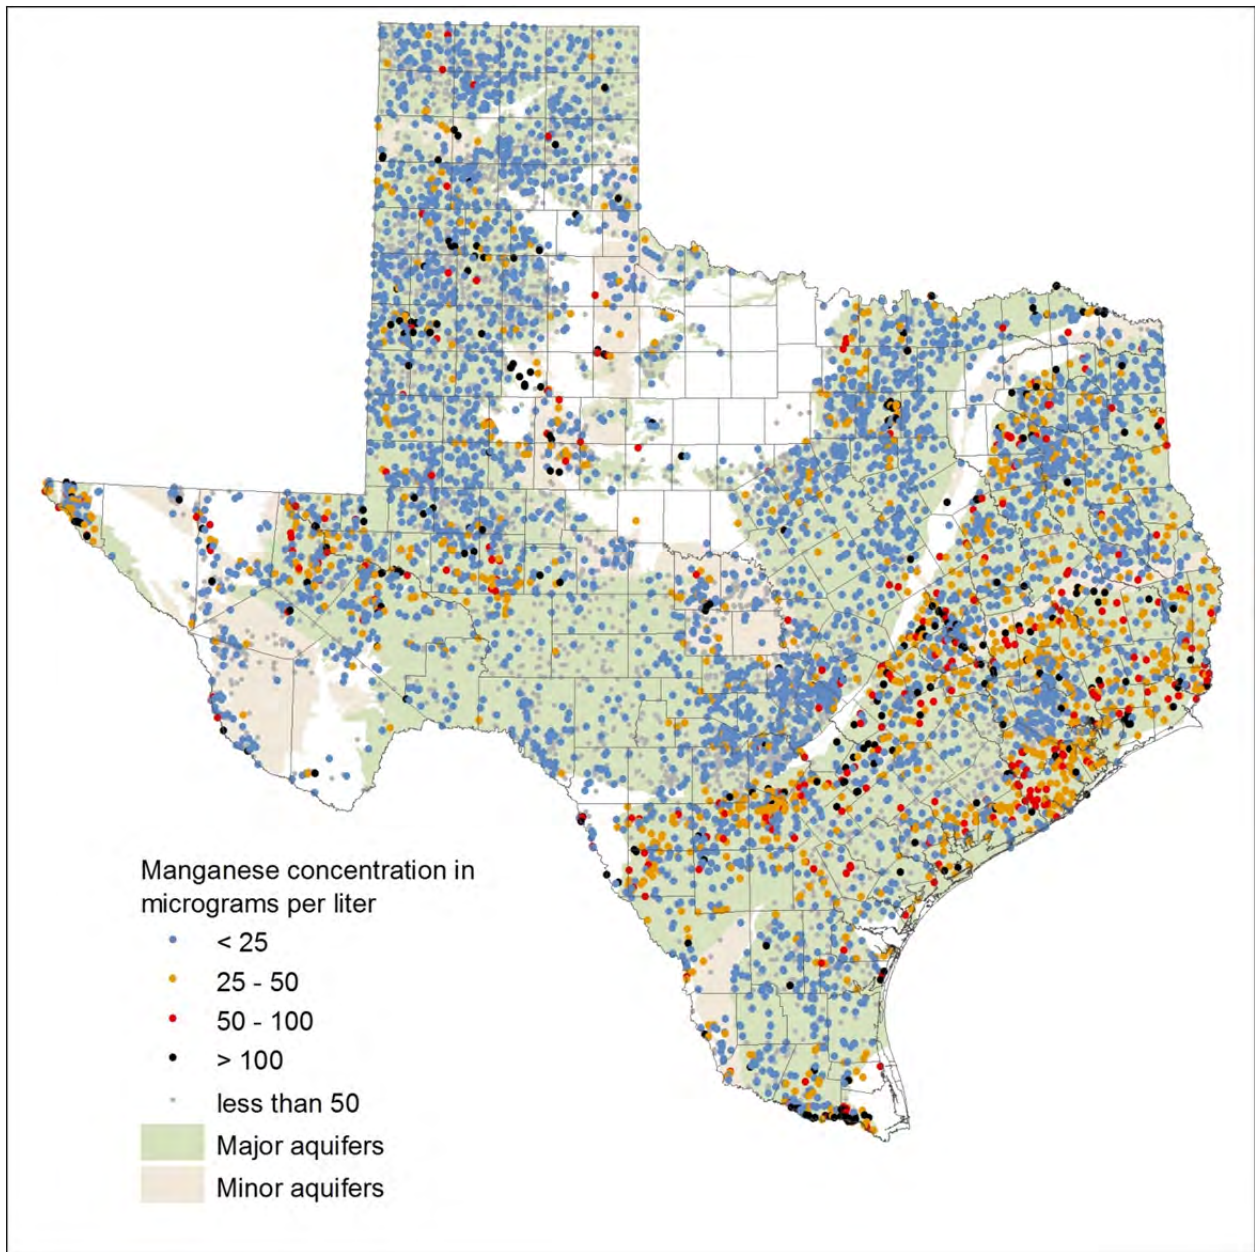 Manganese concentration in
micrograms per liter
< 25
25 - 50
50 - 100
> 100
less than 50
Major aquifers
Minor aquifers